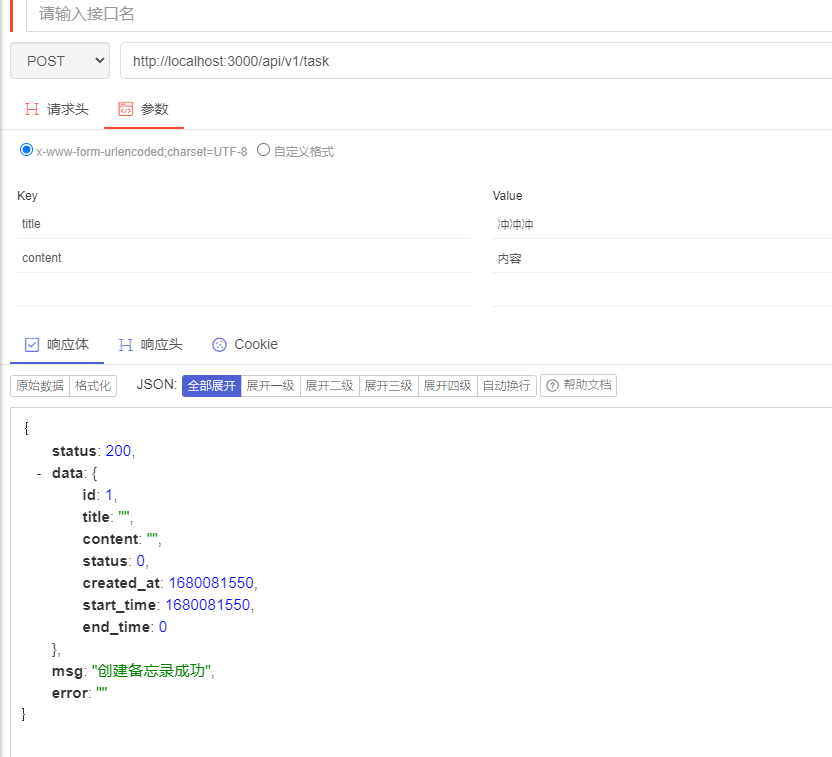 请输入接口名
POST http://localhost:3000/api/v1/task
请求头 参数
x-www-form-urlencoded;charset=UTF-8 自定义格式
Key Value
title 冲冲冲
content 内容
响应体 响应头 Cookie
原始数据 格式化 JSON: 全部展开 展开一级 展开二级 展开三级 展开四级 自动换行 帮助文档
{
status: 200,
- data: {
id: 1,
title: "",
content: "",
status: 0,
created_at: 1680081550,
start_time: 1680081550,
end_time: 0
},
msg: "创建备忘录成功",
error: ""
}